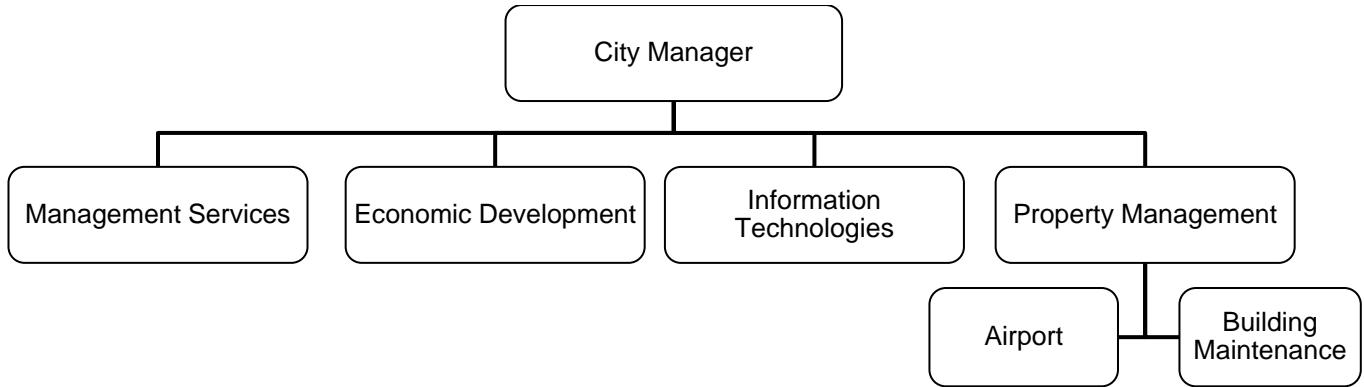 City Manager
Management Services
Economic Development
Information
Technologies
Property Management
Airport
Building
Maintenance